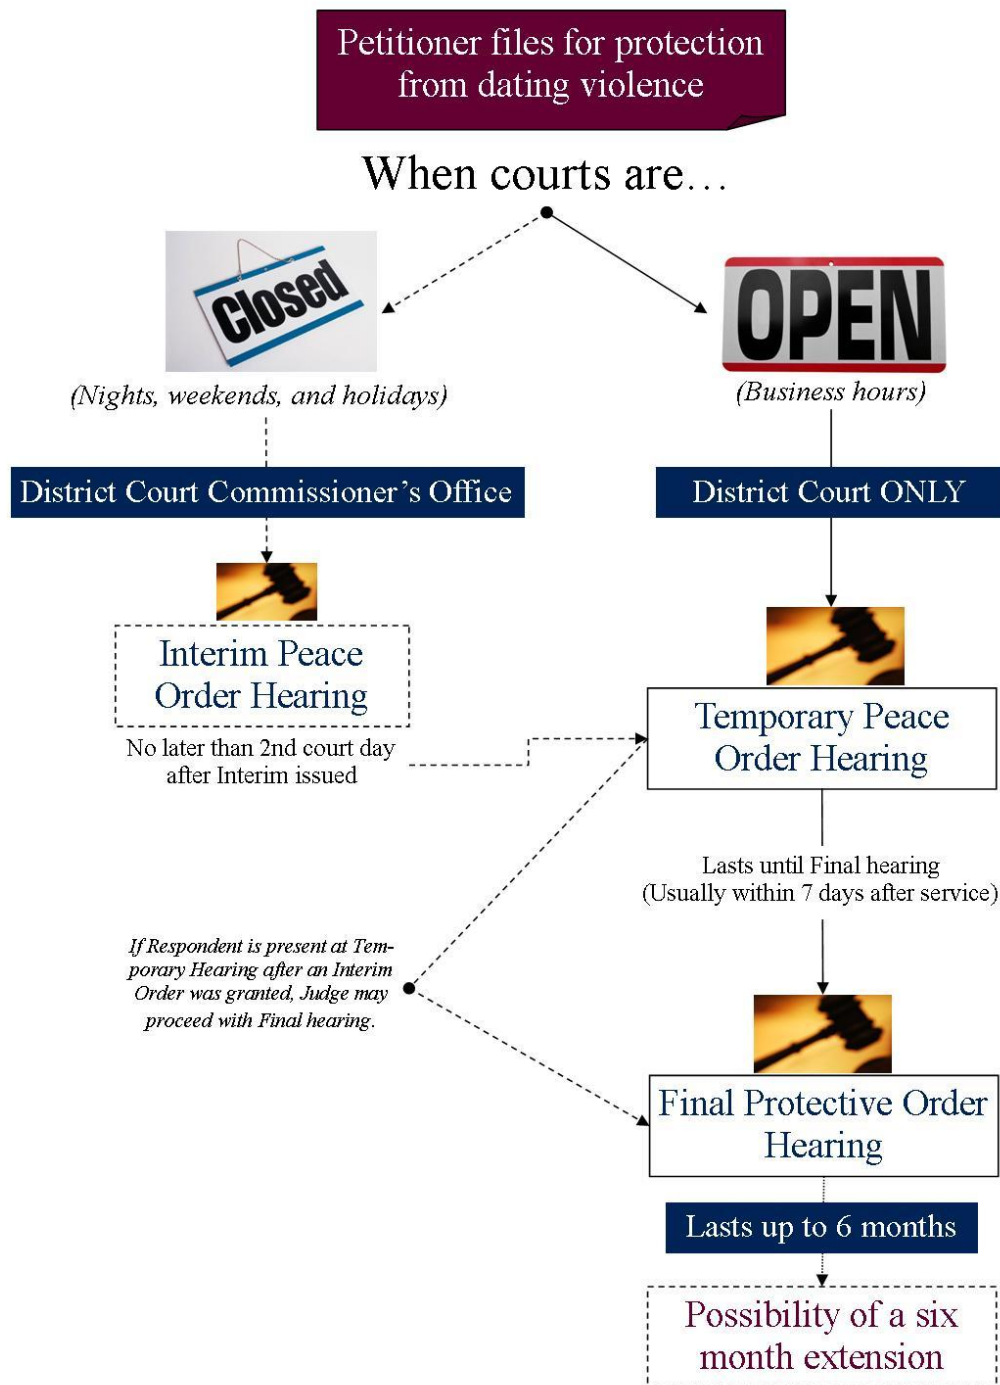 Petitioner files for protection
from dating violence
When courts are…
Closed
OPEN
(Nights, weekends, and holidays)
(Business hours)
District Court Commissioner’s Office
District Court ONLY
Interim Peace
Order Hearing
No later than 2nd court day
after Interim issued
Temporary Peace
Order Hearing
Lasts until Final hearing
(Usually within 7 days after service)
If Respondent is present at Tem-
porary Hearing after an Interim
Order was granted, Judge may
proceed with Final hearing.
Final Protective Order
Hearing
Lasts up to 6 months
Possibility of a six
month extension